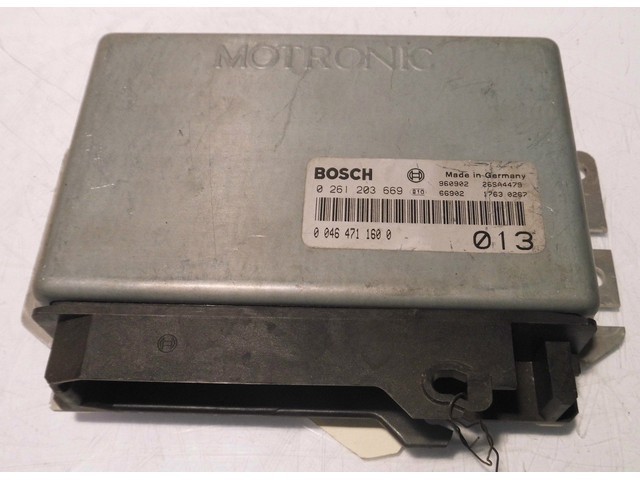 MOTRONIC
BOSCH Made in Germany
0 261 203 669 960902 26SA4479
66902 1763 0267
0 046 471 160 0 013